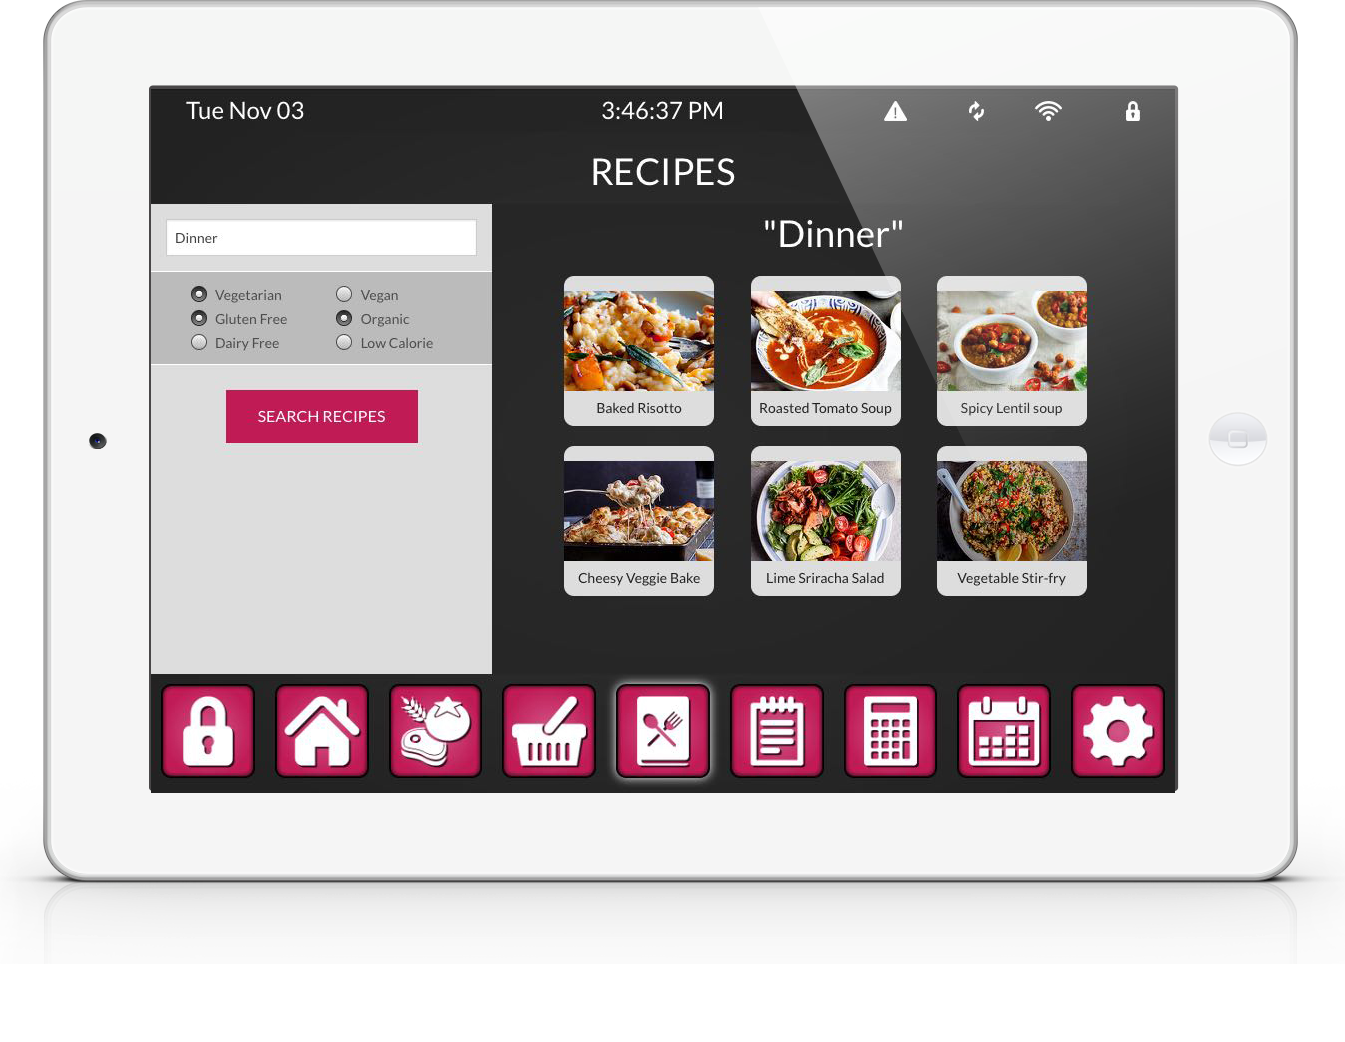 Tue Nov 03 3:46:37 PM
RECIPES
Dinner
Vegetarian Vegan
Gluten Free Organic
Dairy Free Low Calorie
SEARCH RECIPES
"Dinner"
Baked Risotto Roasted Tomato Soup Spicy Lentil soup
Cheesy Veggie Bake Lime Sriracha Salad Vegetable Stir-fry